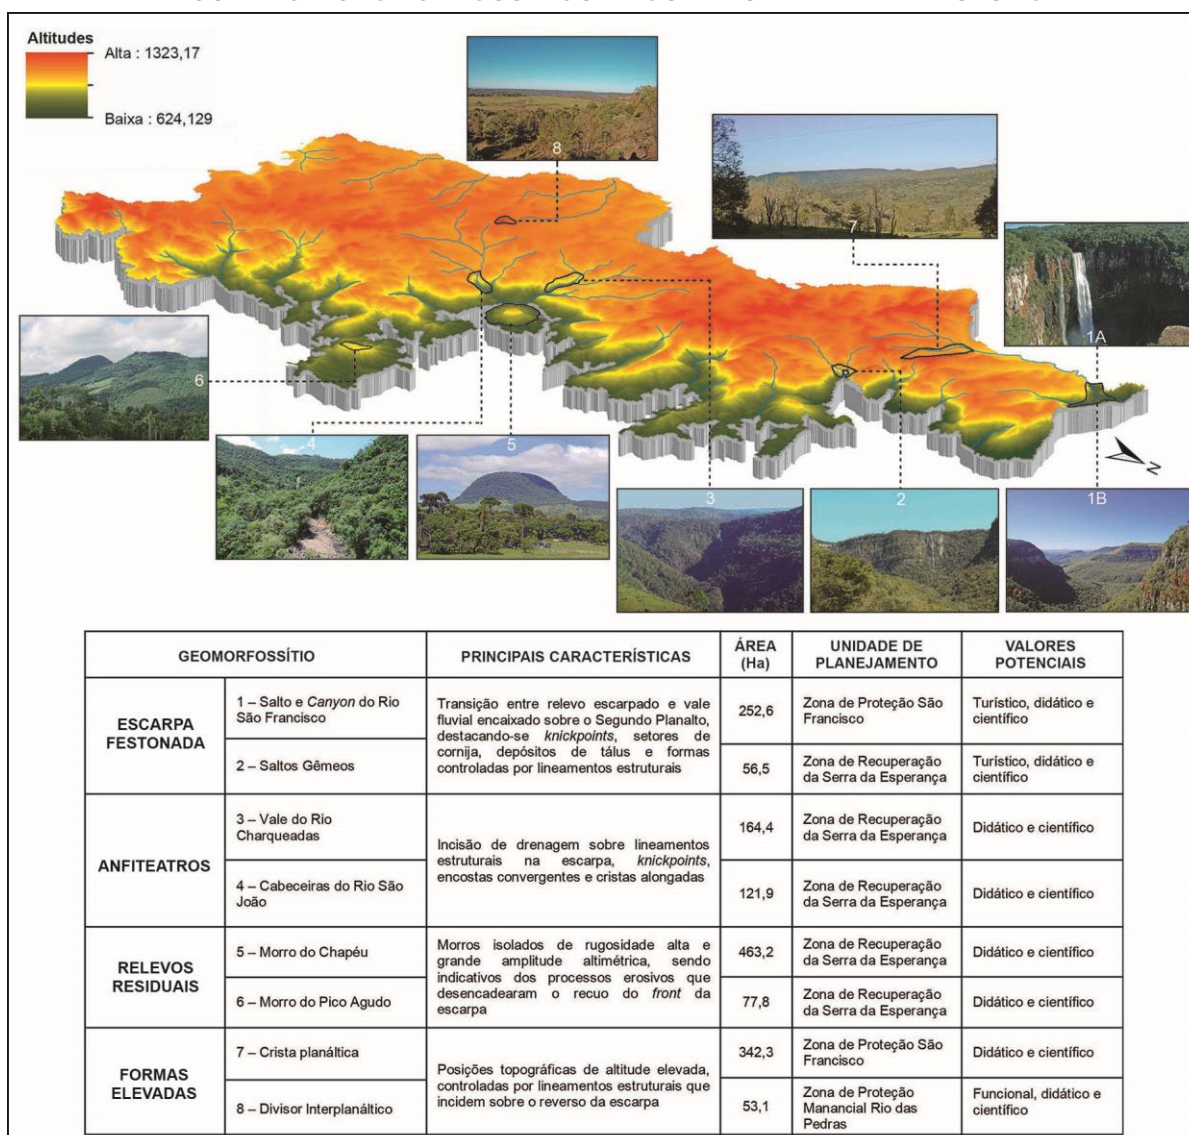 Altitudes
Alta : 1323,17
Baixa : 624,129
8
7
1A
6
4
5
3
2
1B
N
GEOMORFOSSÍTIO
PRINCIPAIS CARACTERÍSTICAS
ÁREA
(Ha)
UNIDADE DE
PLANEJAMENTO
VALORES
POTENCIAIS
ESCARPA
FESTONADA
1 – Salto e Canyon do Rio
São Francisco
Transição entre relevo escarpado e vale
fluvial encaixado sobre o Segundo Planalto,
destacando-se knickpoints, setores de
cornija, depósitos de tálus e formas
controladas por lineamentos estruturais
252,6
Zona de Proteção São
Francisco
Turístico, didático e
científico
2 – Saltos Gêmeos
56,5
Zona de Recuperação
da Serra da Esperança
Turístico, didático e
científico
ANFITEATROS
3 – Vale do Rio
Charqueadas
Incisão de drenagem sobre lineamentos
estruturais na escarpa, knickpoints,
encostas convergentes e cristas alongadas
164,4
Zona de Recuperação
da Serra da Esperança
Didático e científico
4 – Cabeceiras do Rio São
João
121,9
Zona de Recuperação
da Serra da Esperança
Didático e científico
RELEVOS
RESIDUAIS
5 – Morro do Chapéu
Morros isolados de rugosidade alta e
grande amplitude altimétrica, sendo
indicativos dos processos erosivos que
desencadearam o recuo do front da
escarpa
463,2
Zona de Recuperação
da Serra da Esperança
Didático e científico
6 – Morro do Pico Agudo
77,8
Zona de Recuperação
da Serra da Esperança
Didático e científico
FORMAS
ELEVADAS
7 – Crista planáltica
Posições topográficas de altitude elevada,
controladas por lineamentos estruturais que
incidem sobre o reverso da escarpa
342,3
Zona de Proteção São
Francisco
Didático e científico
8 – Divisor Interplanáltico
53,1
Zona de Proteção
Manancial Rio das
Pedras
Funcional, didático e
científico